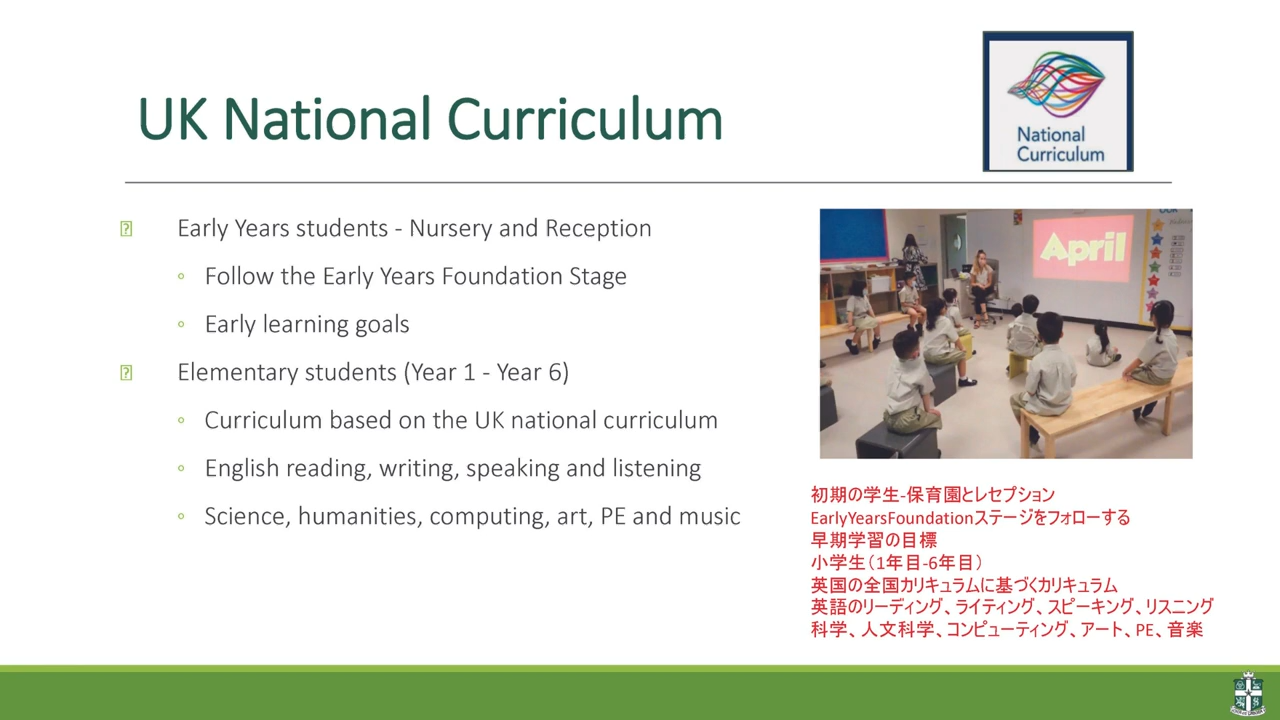 UK National Curriculum
National
Curriculum
Early Years students - Nursery and Reception
Follow the Early Years Foundation Stage
Early learning goals
Elementary students (Year 1 - Year 6)
Curriculum based on the UK national curriculum
English reading, writing, speaking and listening
Science, humanities, computing, art, PE and music
April
初期の学生-保育園とレセプション
EarlyYearsFoundationステージをフォローする
早期学習の目標
小学生（1年目-6年目）
英国の全国カリキュラムに基づくカリキュラム
英語のリーディング、ライティング、スピーキング、リスニング
科学、人文科学、コンピューティング、アート、PE、音楽